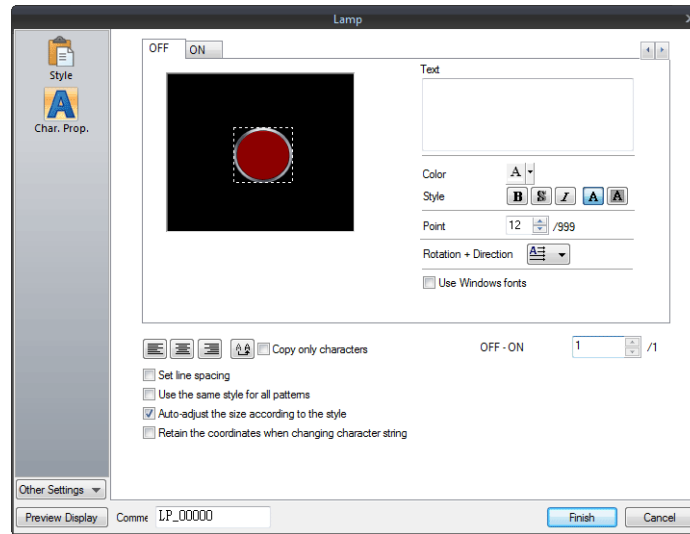 Lamp
OFF
ON
Style
Char. Prop.
Text
Color
A
Style
B S I A A
Point
12
/999
Rotation + Direction
A
Use Windows fonts
Copy only characters
OFF - ON
1
/1
Set line spacing
Use the same style for all patterns
Auto-adjust the size according to the style
Retain the coordinates when changing character string
Other Settings
Preview Display
Comme
LP_00000
Finish
Cancel